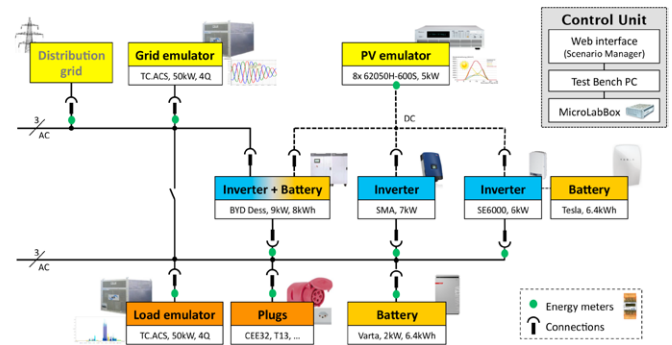 Control Unit
Web interface
(Scenario Manager)
Test Bench PC
MicroLabBox
Distribution
grid
Grid emulator
TC.ACS, 50kW, 4Q
PV emulator
8x 62050H-600S, 5kW
3
AC
DC
Inverter + Battery
BYD Dess, 9kW, 8kWh
Inverter
SMA, 7kW
Inverter
SE6000, 6kW
Battery
Tesla, 6.4kWh
3
AC
Load emulator
TC.ACS, 50kW, 4Q
Plugs
CEE32, T13, ...
Battery
Varta, 2kW, 6.4kWh
Energy meters
Connections